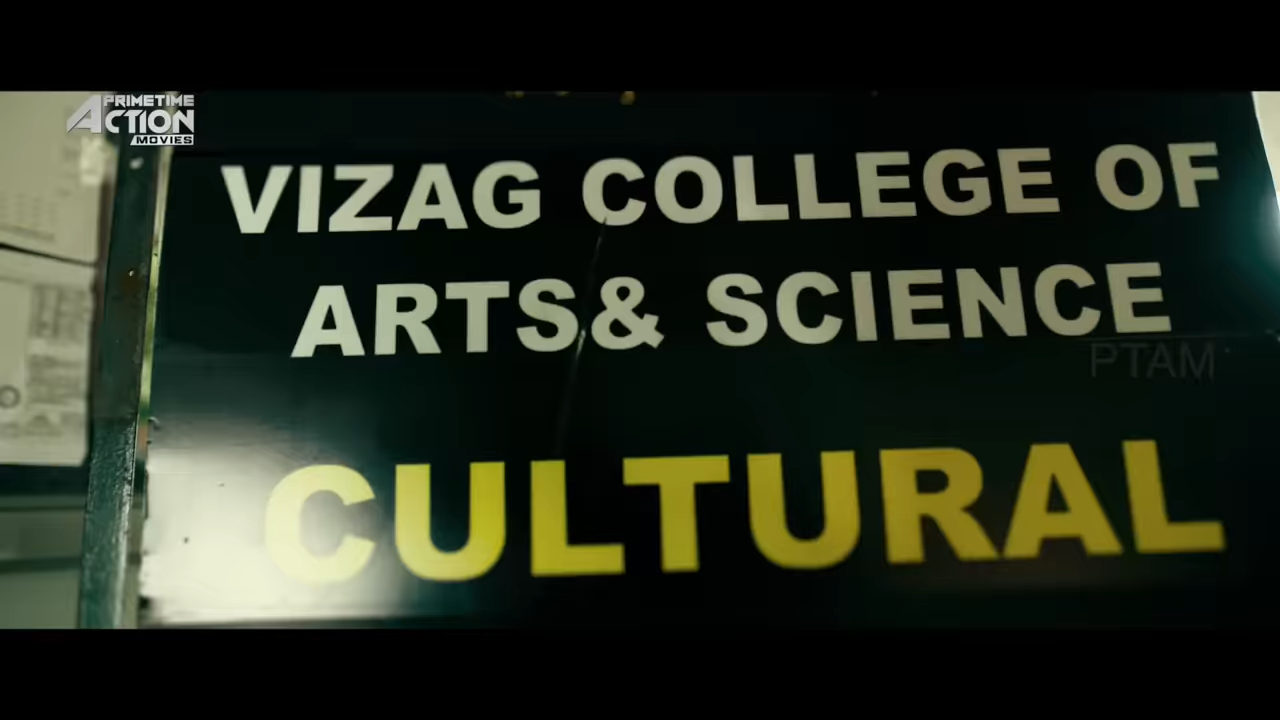 PRIMETIME
ACTION
MOVIES
VIZAG COLLEGE OF
ARTS& SCIENCE
PTAM
CULTURAL